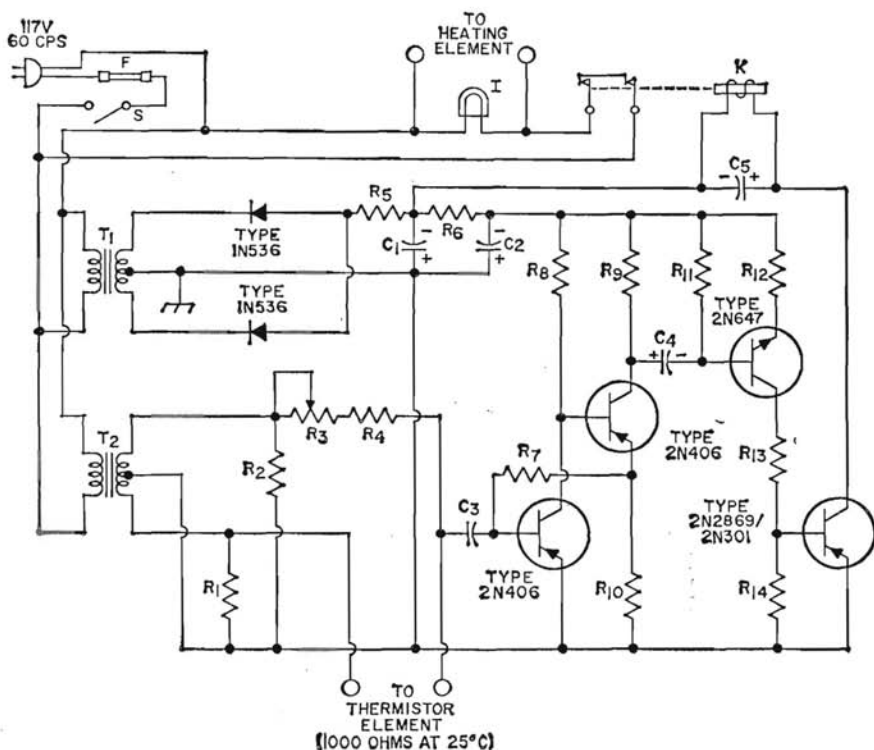 117V
60 CPS
F
S
TO
HEATING
ELEMENT
I
K
C5
- +
T1
TYPE
1N536
TYPE
1N536
R5
R6
C1
-
+
C2
-
+
R8
R9
R11
R12
TYPE
2N647
C4
+ -
T2
R3
R4
R2
R7
TYPE
2N406
R13
C3
TYPE
2N406
TYPE
2N2869/
2N301
R1
R10
R14
TO
THERMISTOR
ELEMENT
(1000 OHMS AT 25°C)